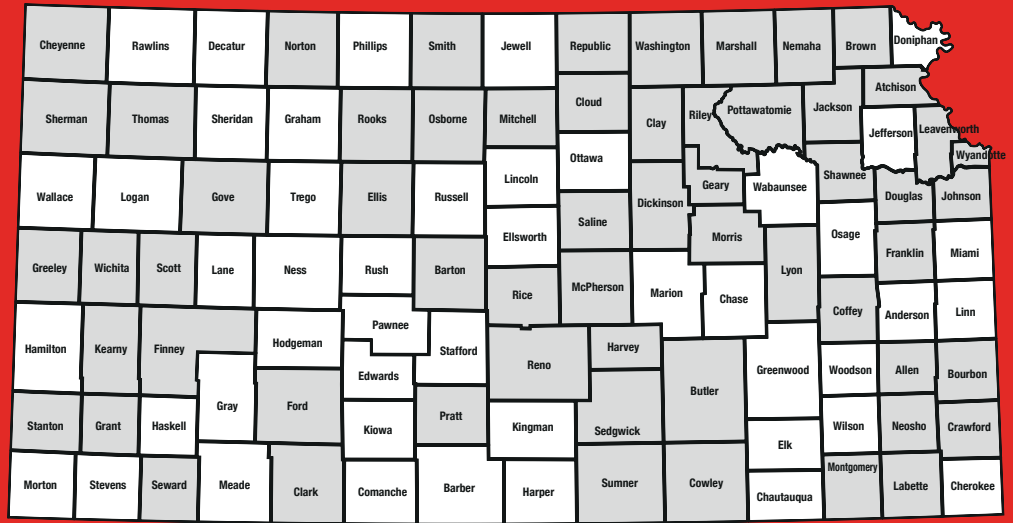 Cheyenne Rawlins Decatur Norton Phillips Smith Jewell Republic Washington Marshall Nemaha Brown Doniphan
Sherman Thomas Sheridan Graham Rooks Osborne Mitchell Cloud Clay Riley Pottawatomie Jackson Atchison
Jefferson Leavenworth
Wyandotte
Wallace Logan Gove Trego Ellis Russell Lincoln Ottawa Dickinson Geary Wabaunsee Shawnee Douglas Johnson
Greeley Wichita Scott Lane Ness Rush Barton Ellsworth Saline Morris Lyon Osage Franklin Miami
Rice McPherson Marion Chase Coffey Anderson Linn
Hamilton Kearny Finney Hodgeman Pawnee Stafford Reno Harvey Butler Greenwood Woodson Allen Bourbon
Gray Ford Edwards
Stanton Grant Haskell Kiowa Pratt Kingman Sedgwick Elk Wilson Neosho Crawford
Morton Stevens Seward Meade Clark Comanche Barber Harper Sumner Cowley Chautauqua Montgomery Labette Cherokee